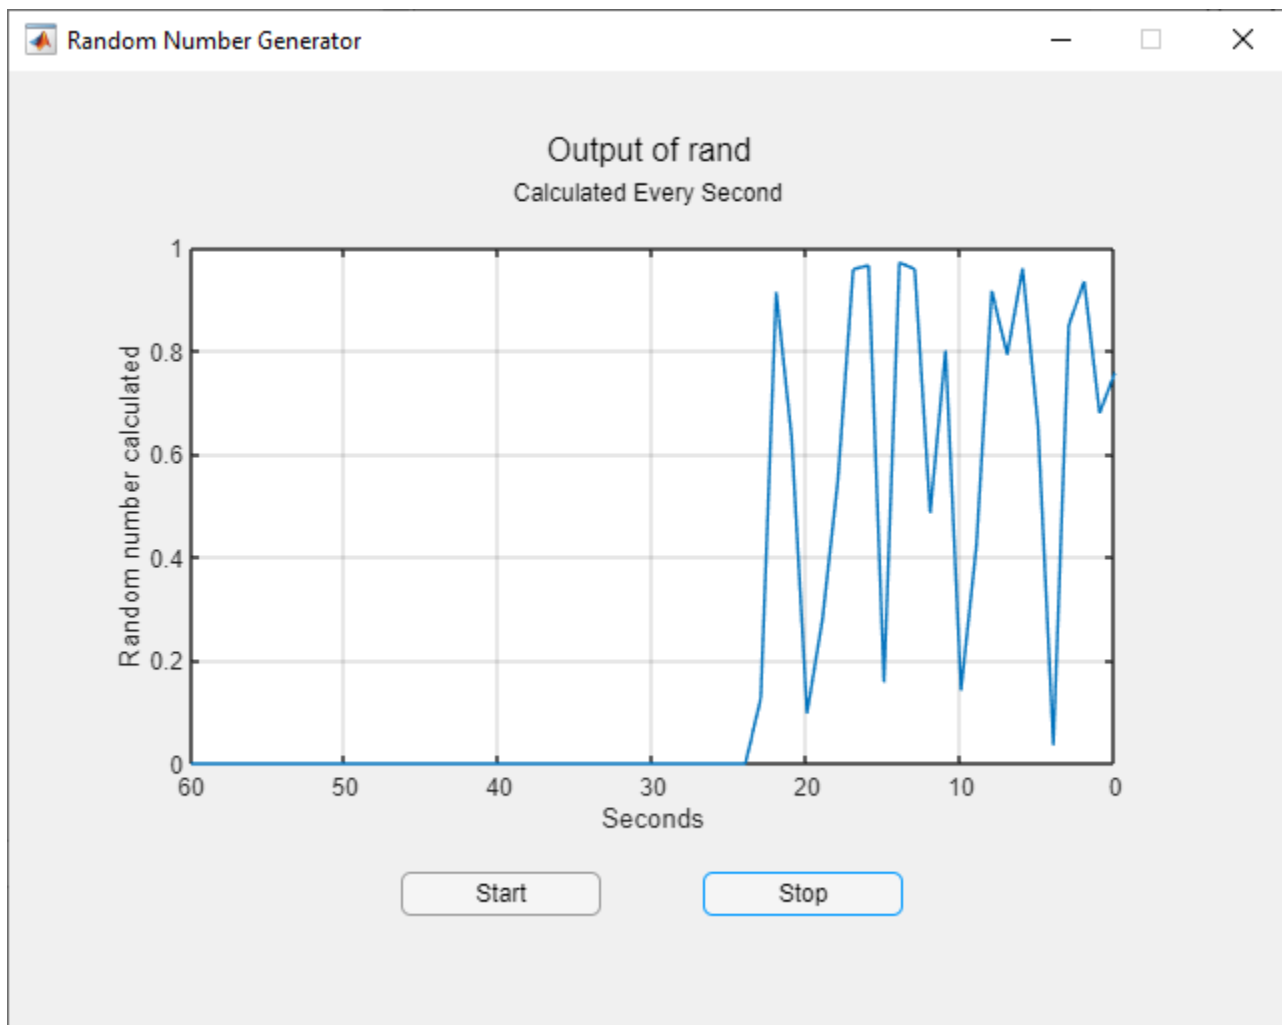 Random Number Generator
Output of rand
Calculated Every Second
Random number calculated
1
0.8
0.6
0.4
0.2
0
60 50 40 30 20 10 0
Seconds
Start Stop